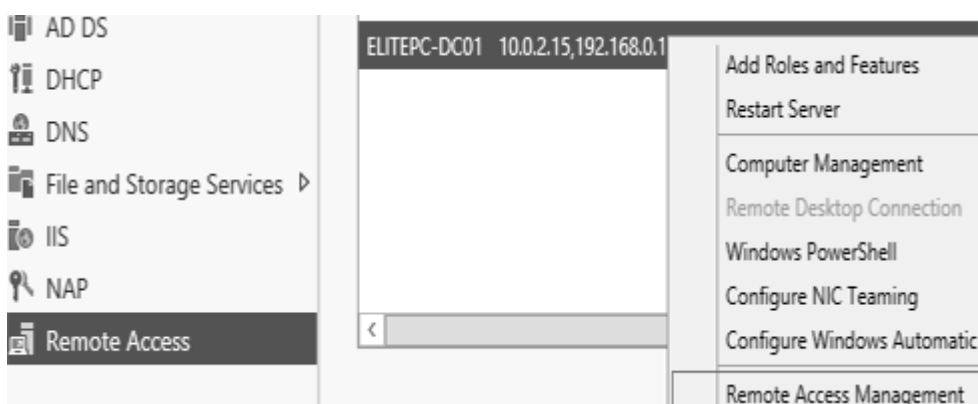 AD DS
DHCP
DNS
File and Storage Services
IIS
NAP
Remote Access
ELITEPC-DC01 10.0.2.15,192.168.0.1
Add Roles and Features
Restart Server
Computer Management
Remote Desktop Connection
Windows PowerShell
Configure NIC Teaming
Configure Windows Automatic
Remote Access Management